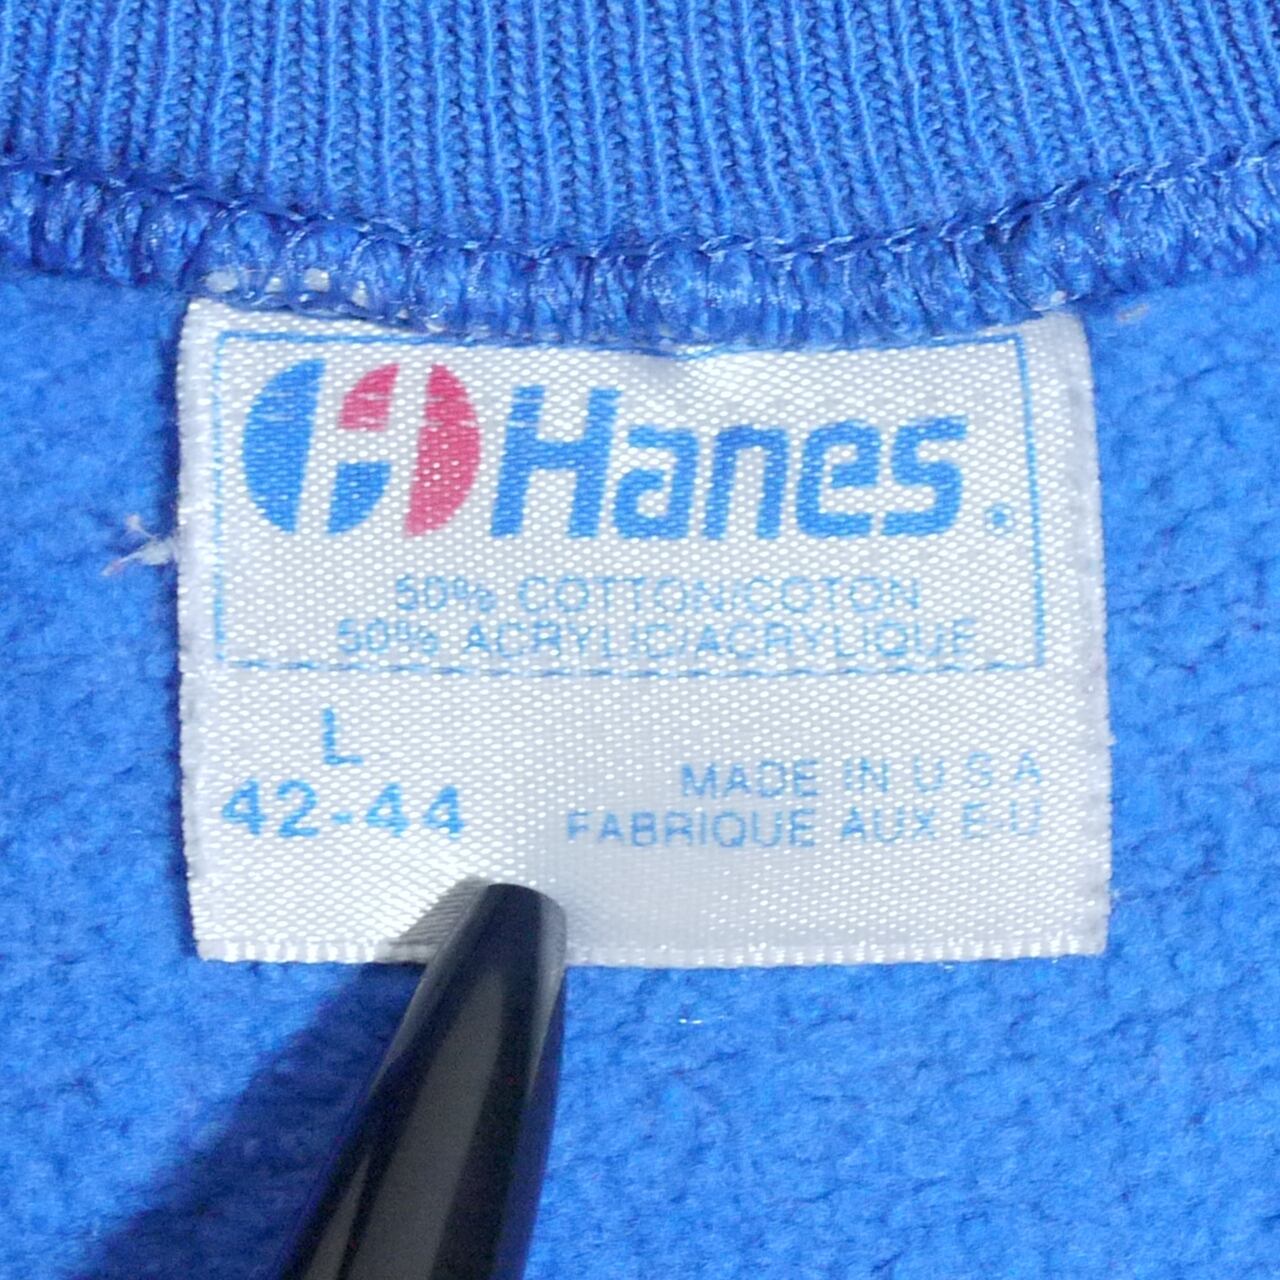 Hanes
50% COTTON/COTON
50% ACRYLIC/ACRYLIQUE
L
42-44
MADE IN U S A
FABRIQUE AUX E-U